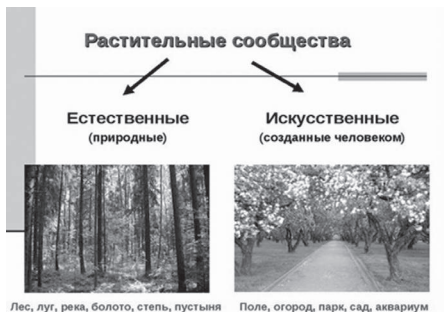 Растительные сообщества
Естественные
(природные)
Искусственные
(созданные человеком)
Лес, луг, река, болото, степь, пустыня
Поле, огород, парк, сад, аквариум